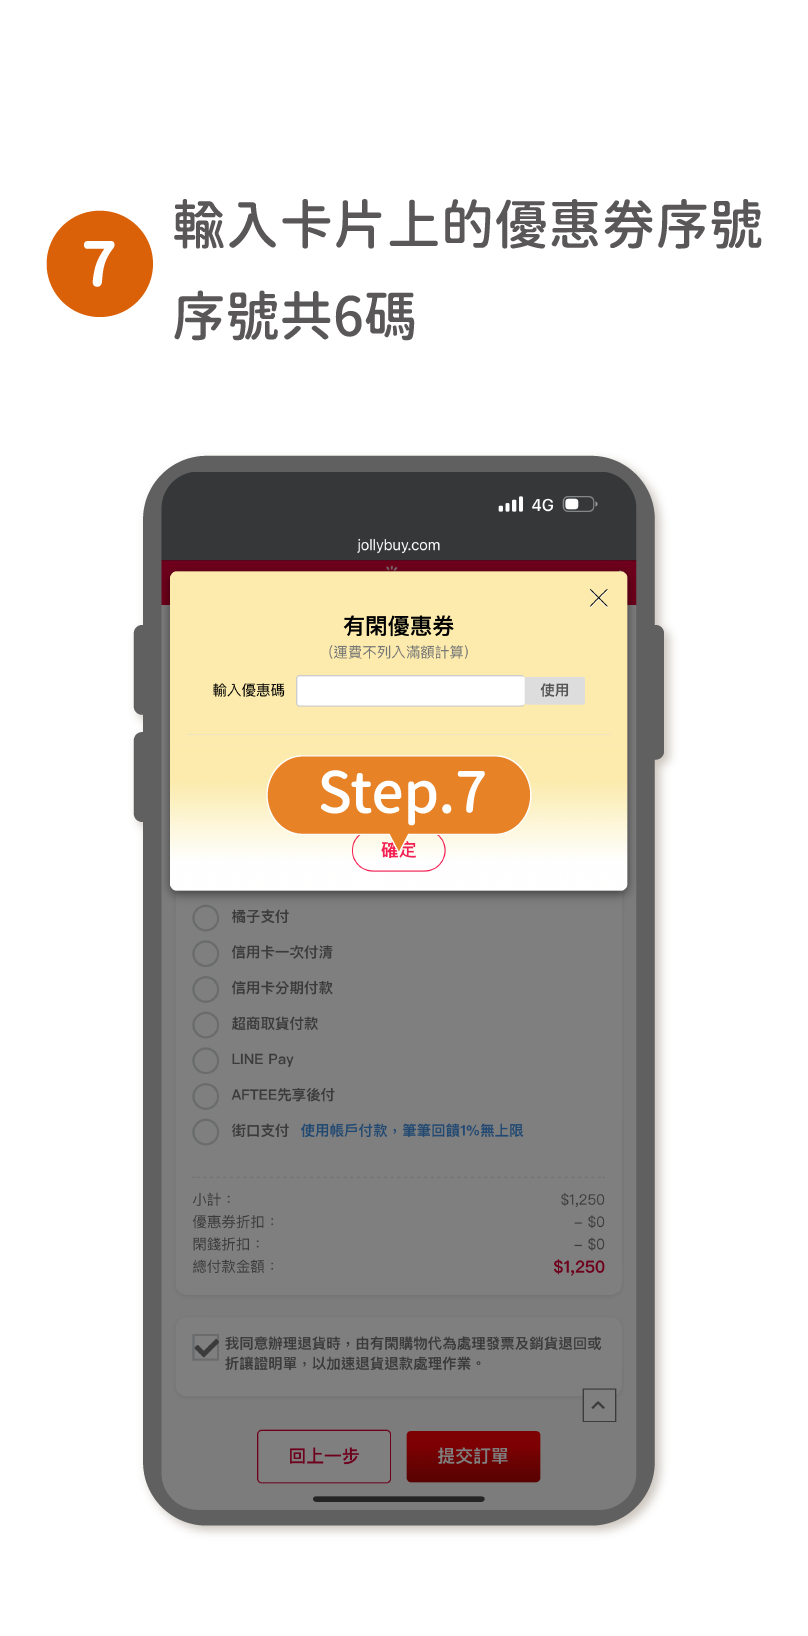 7
輸入卡片上的優惠券序號
序號共6碼
4G
jollybuy.com
有閑優惠券
(運費不列入滿額計算)
輸入優惠碼 使用
Step.7
確定
橘子支付
信用卡一次付清
信用卡分期付款
超商取貨付款
LINE Pay
AFTEE先享後付
街口支付 使用帳戶付款，筆筆回饋1%無上限
小計： $1,250
優惠券折扣： – $0
閑錢折扣： – $0
總付款金額： $1,250
我同意辦理退貨時，由有閑購物代為處理發票及銷貨退回或
折讓證明單，以加速退貨退款處理作業。
回上一步 提交訂單